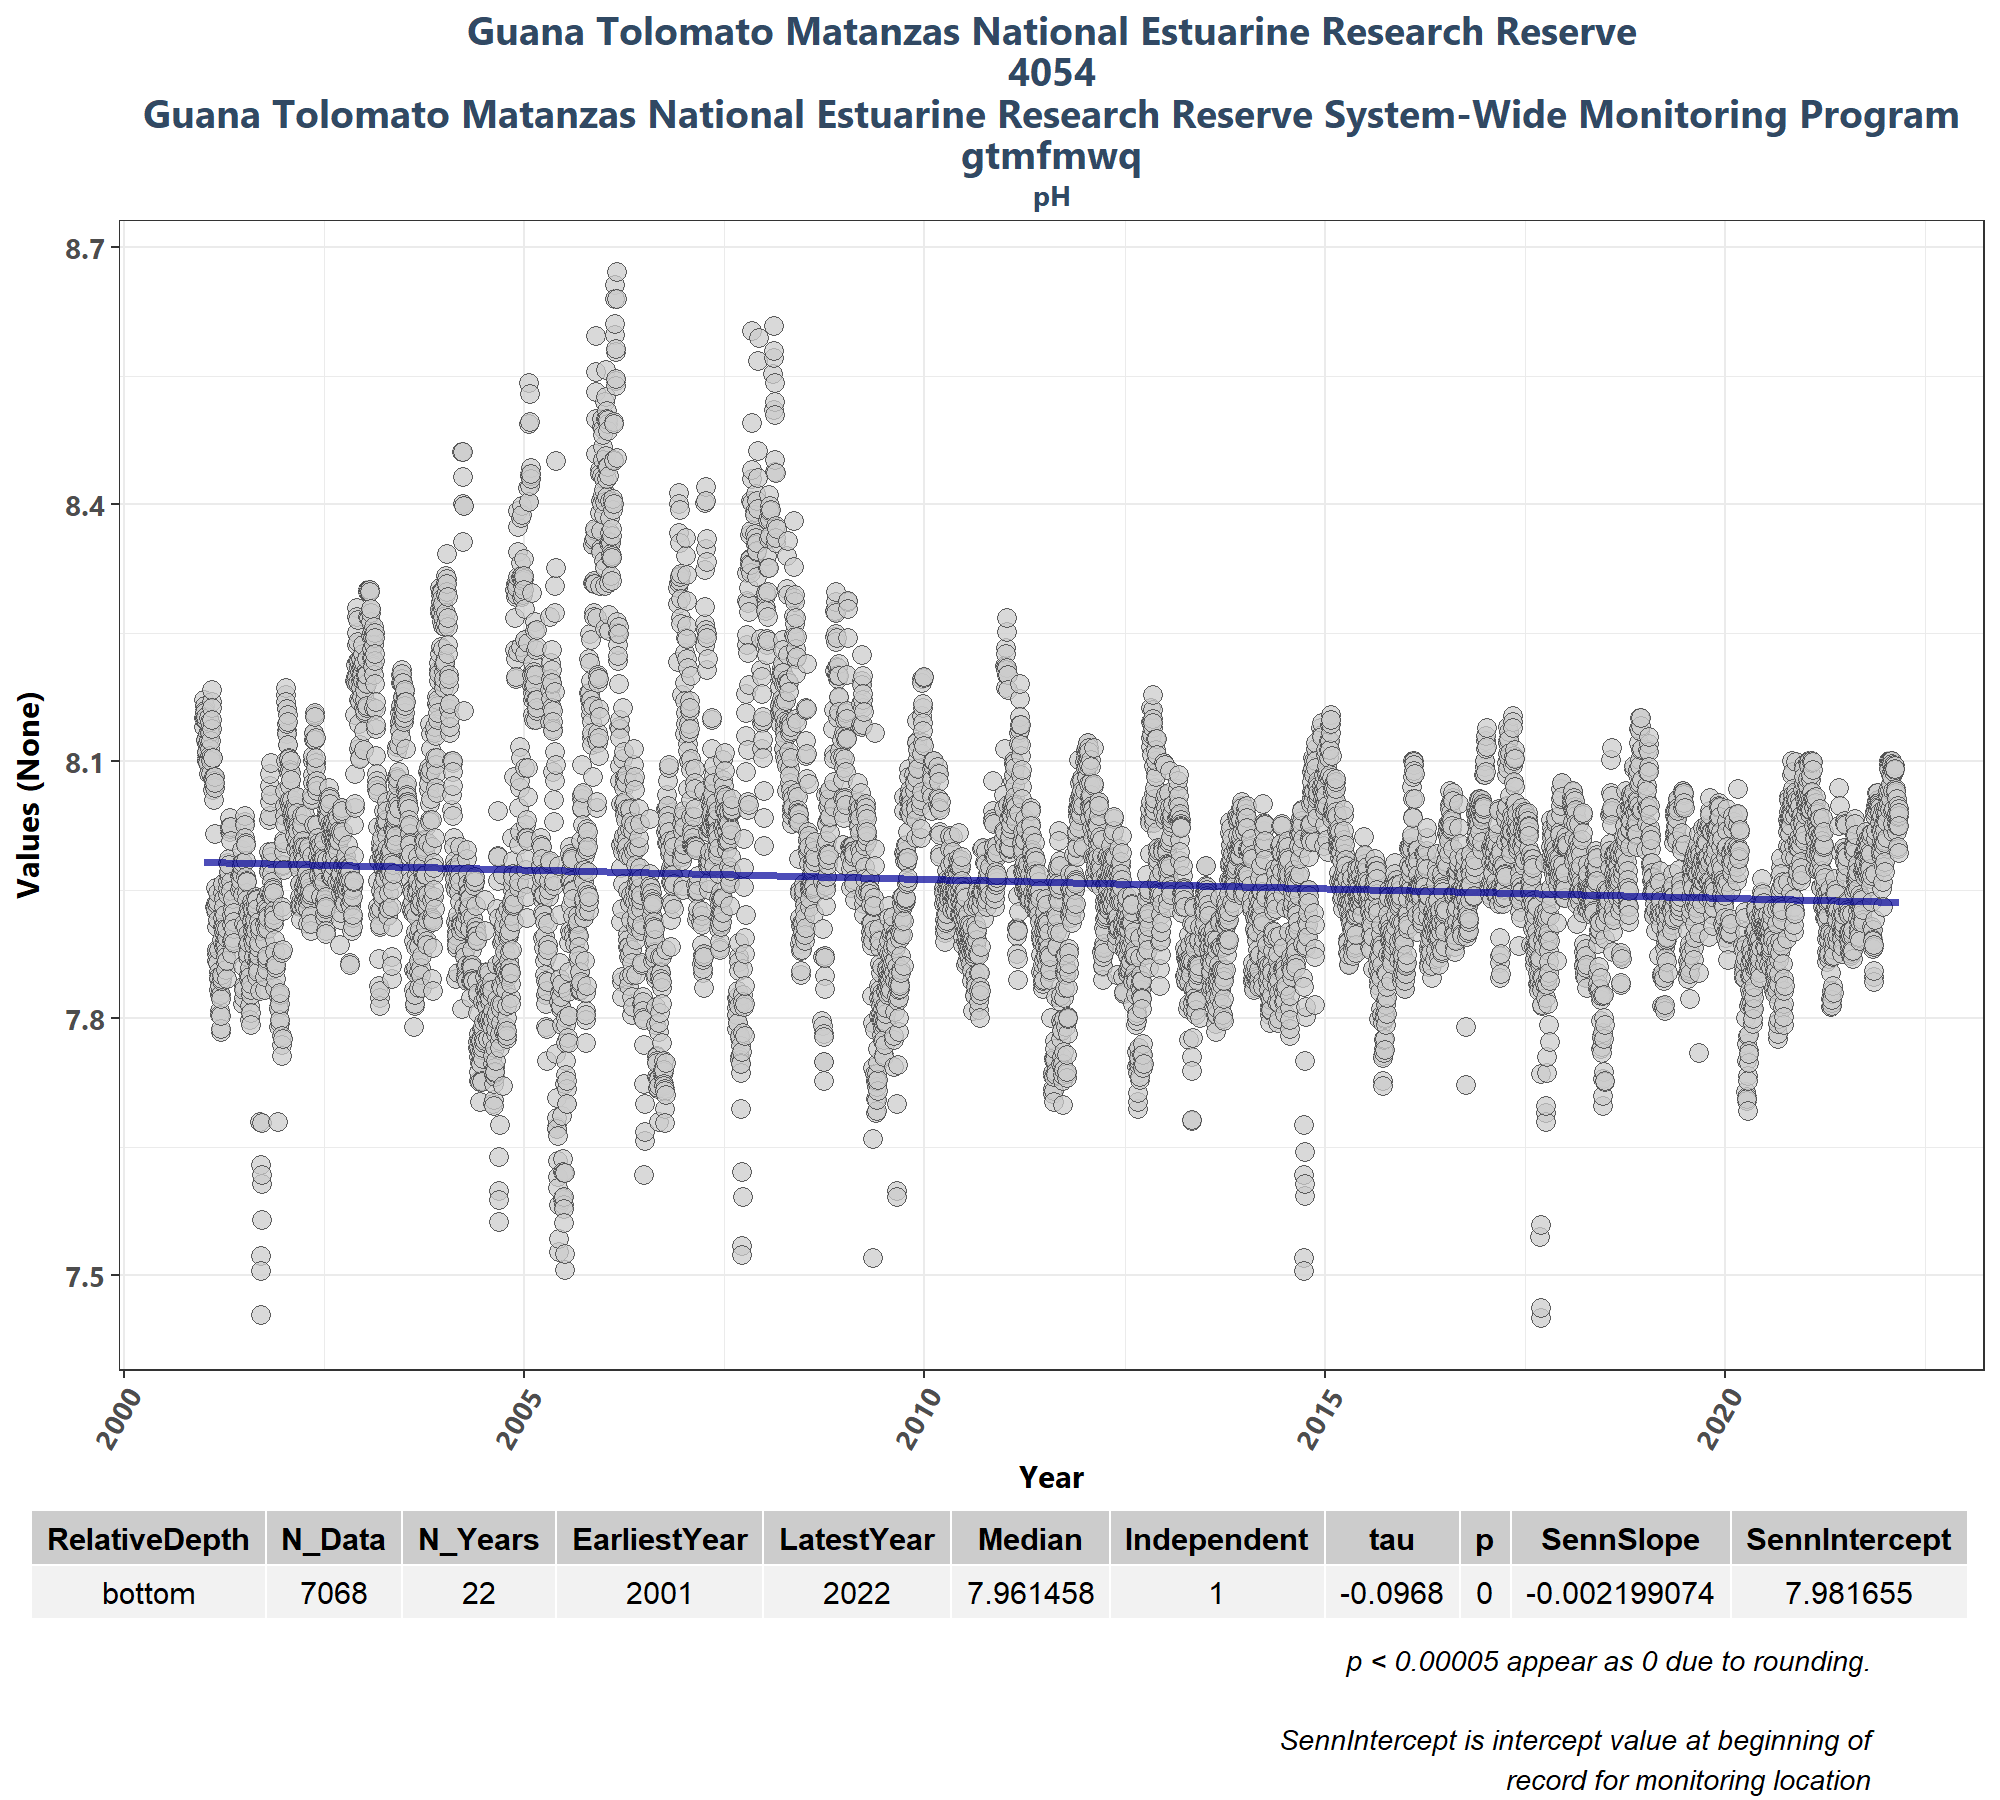 Guana Tolomato Matanzas National Estuarine Research Reserve
4054
Guana Tolomato Matanzas National Estuarine Research Reserve System-Wide Monitoring Program
gtmfmwq
pH
8.7
8.4
8.1
7.8
7.5
Values (None)
2000 2005 2010 2015 2020
Year
RelativeDepth N_Data N_Years EarliestYear LatestYear Median Independent tau p SennSlope SennIntercept
bottom 7068 22 2001 2022 7.961458 1 -0.0968 0 -0.002199074 7.981655
p < 0.00005 appear as 0 due to rounding.
SennIntercept is intercept value at beginning of
record for monitoring location